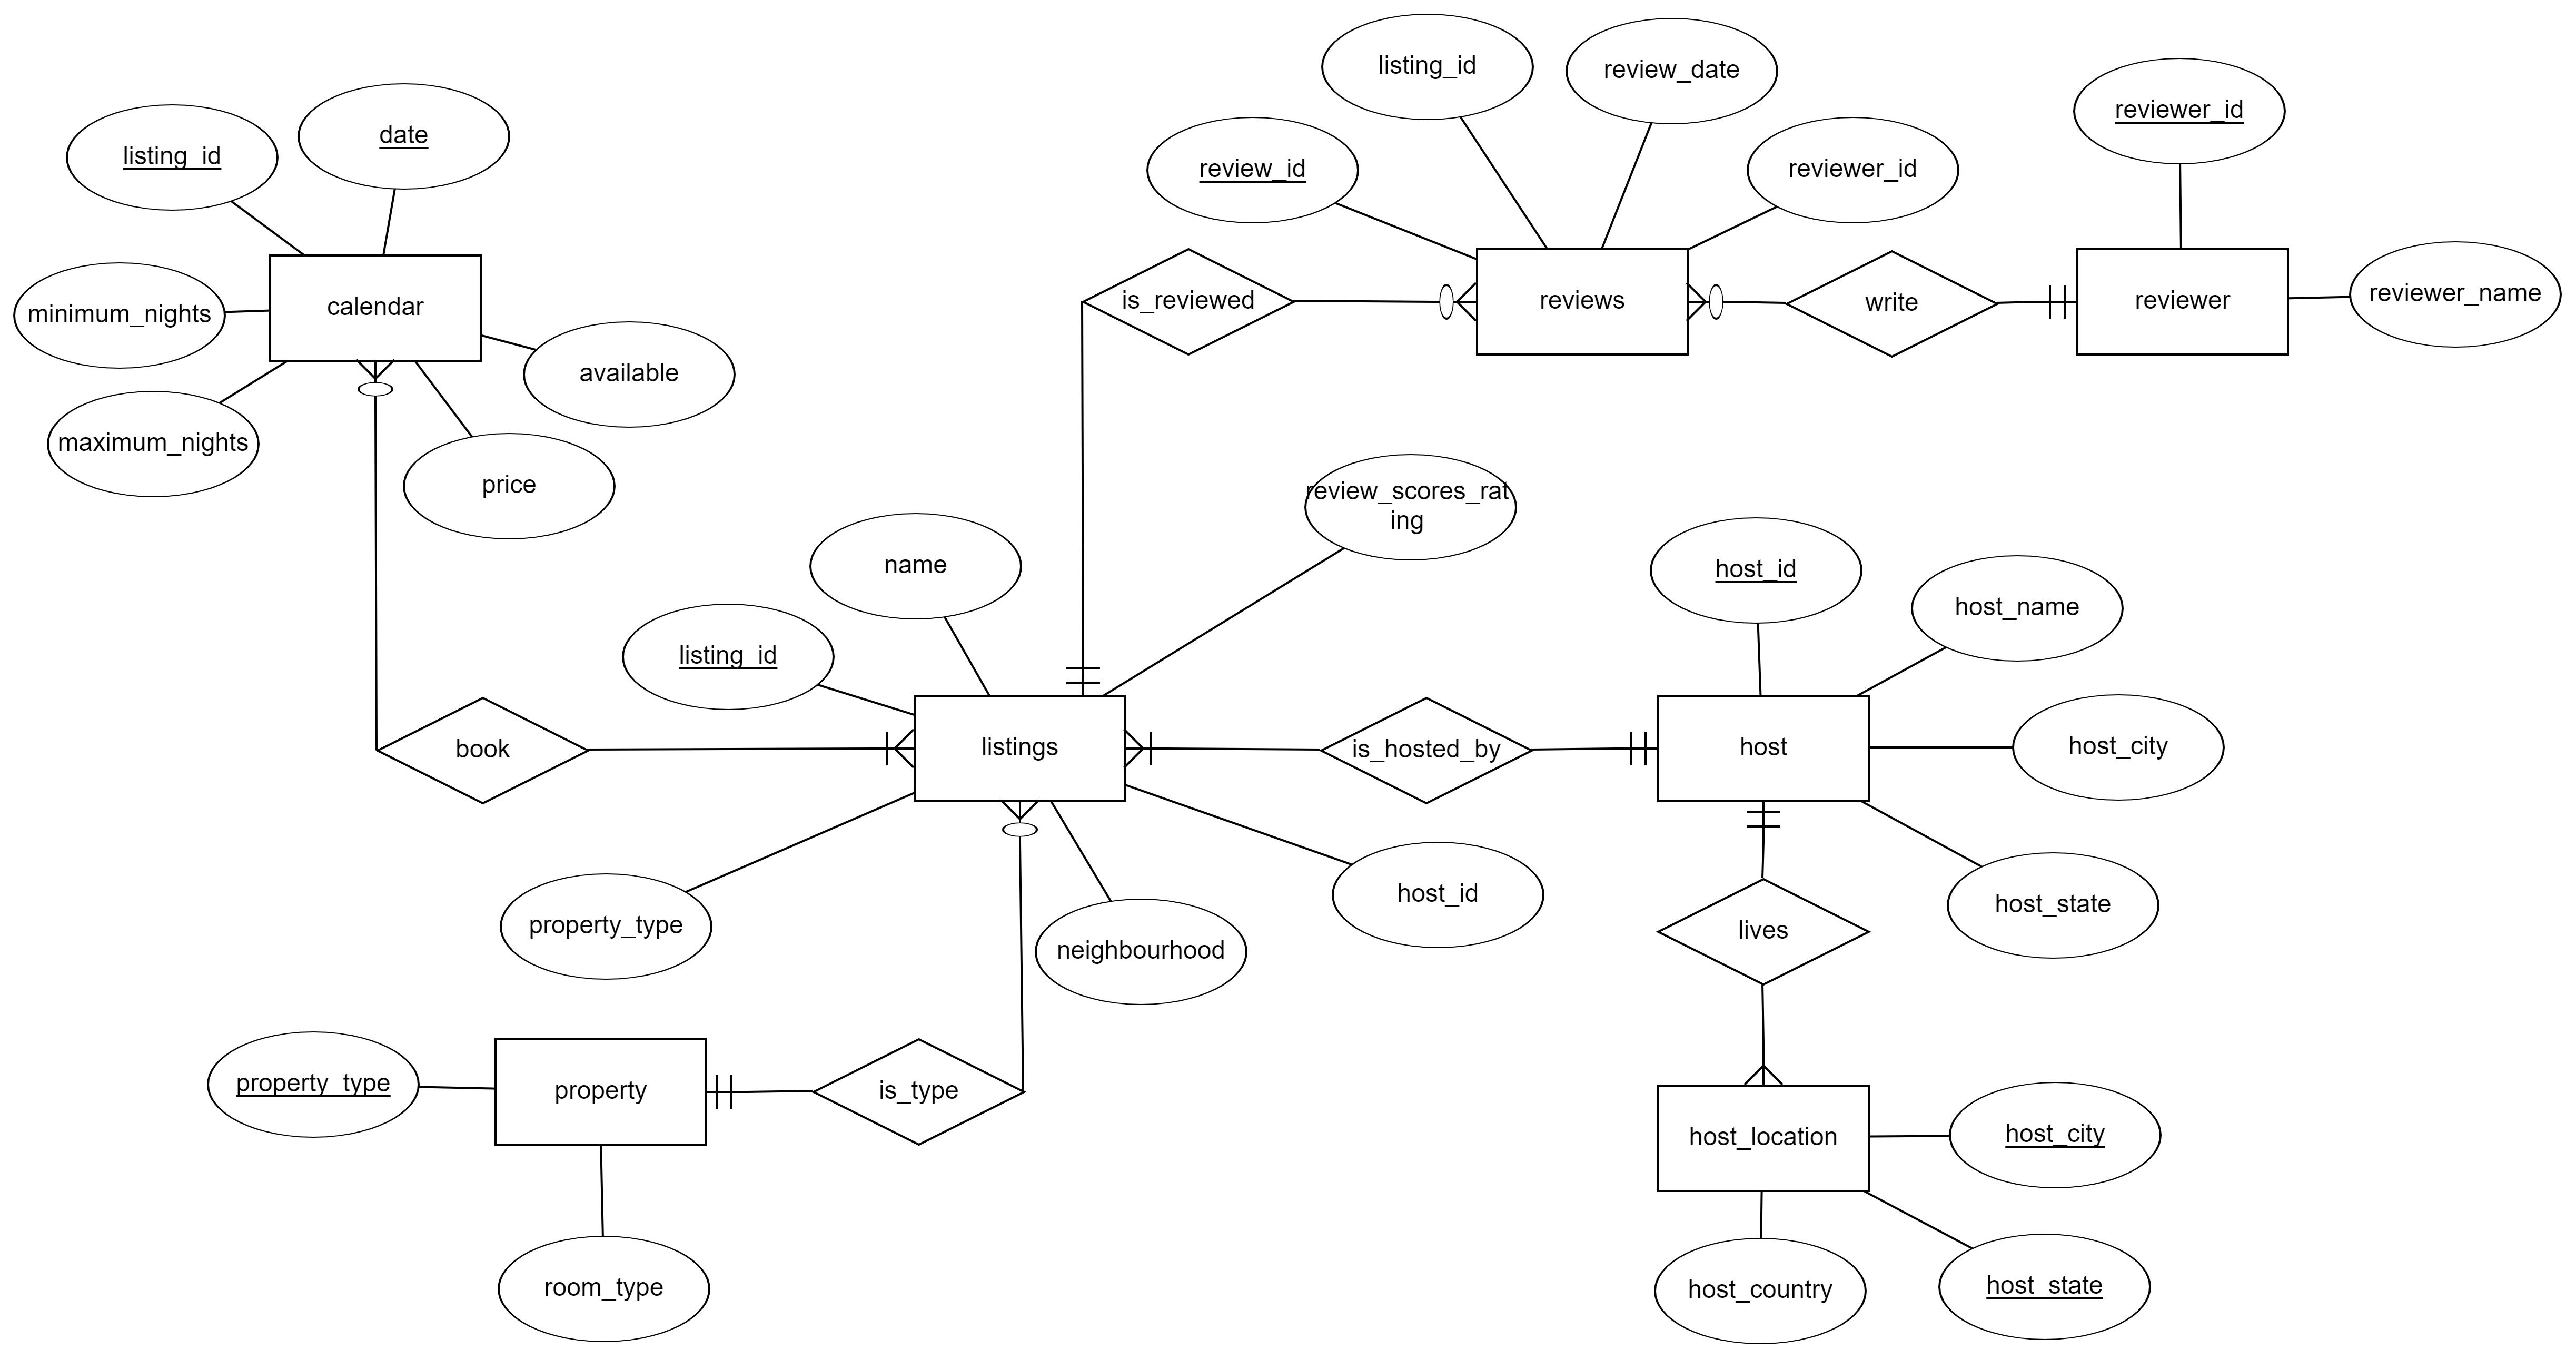 listing_id
review_date
reviewer_id
date
listing_id
review_id
reviewer_id
calendar
minimum_nights
is_reviewed
reviews
write
reviewer
reviewer_name
available
maximum_nights
price
review_scores_rat
ing
name
host_id
host_name
listing_id
book
listings
is_hosted_by
host
host_city
host_id
host_state
property_type
neighbourhood
lives
property_type
property
is_type
host_location
host_city
room_type
host_country
host_state